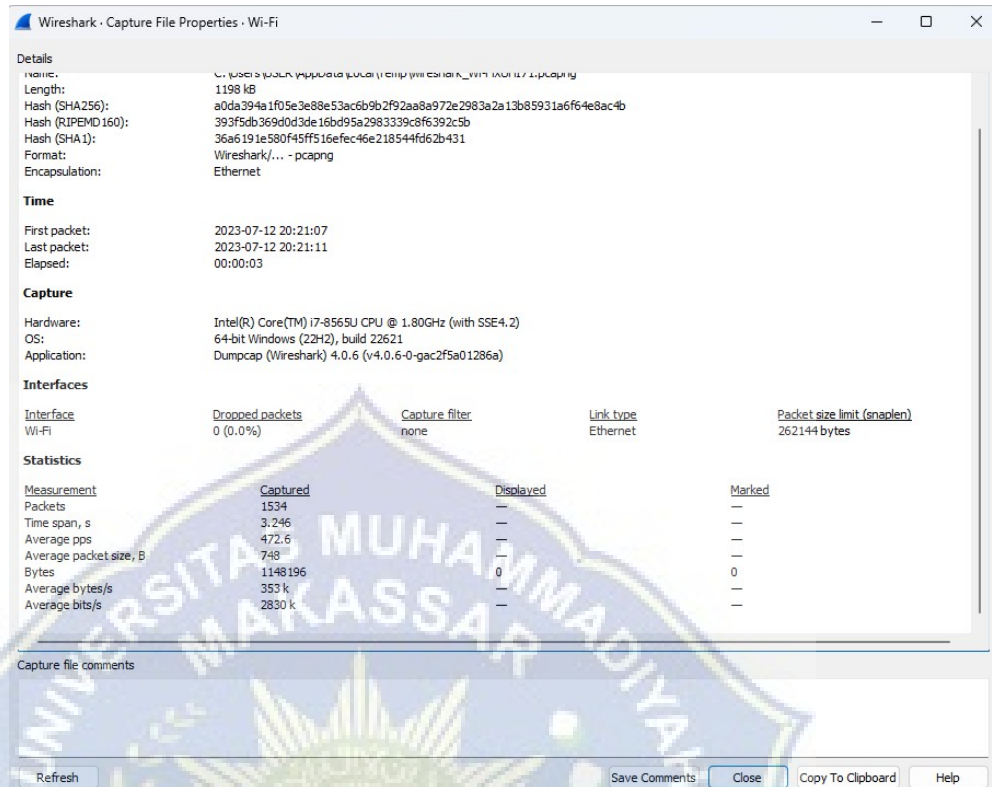 Wireshark · Capture File Properties · Wi-Fi
Details
Name:
Length: 1198 kB
Hash (SHA256): a0da394a1f05e3e88e53ac6b9b2f92aa8a972e2983a2a13b85931a6f64e8ac4b
Hash (RIPEMD160): 393f5db369d0d3de16bd95a2983339c8f6392c5b
Hash (SHA1): 36a6191e580f45ff516efec46e218544fd62b431
Format: Wireshark/... - pcapng
Encapsulation: Ethernet
Time
First packet: 2023-07-12 20:21:07
Last packet: 2023-07-12 20:21:11
Elapsed: 00:00:03
Capture
Hardware: Intel(R) Core(TM) i7-8565U CPU @ 1.80GHz (with SSE4.2)
OS: 64-bit Windows (22H2), build 22621
Application: Dumpcap (Wireshark) 4.0.6 (v4.0.6-0-gac2f5a01286a)
Interfaces
Interface Dropped packets Capture filter Link type Packet size limit (snaplen)
Wi-Fi 0 (0.0%) none Ethernet 262144 bytes
Statistics
Measurement Captured Displayed Marked
Packets 1534 — —
Time span, s 3.246 — —
Average pps 472.6 — —
Average packet size, B 748 — —
Bytes 1148196 0 0
Average bytes/s 353 k — —
Average bits/s 2830 k — —
Capture file comments
Refresh Save Comments Close Copy To Clipboard Help
UNIVERSITAS MUHAMMADIYAH
MAKASSAR